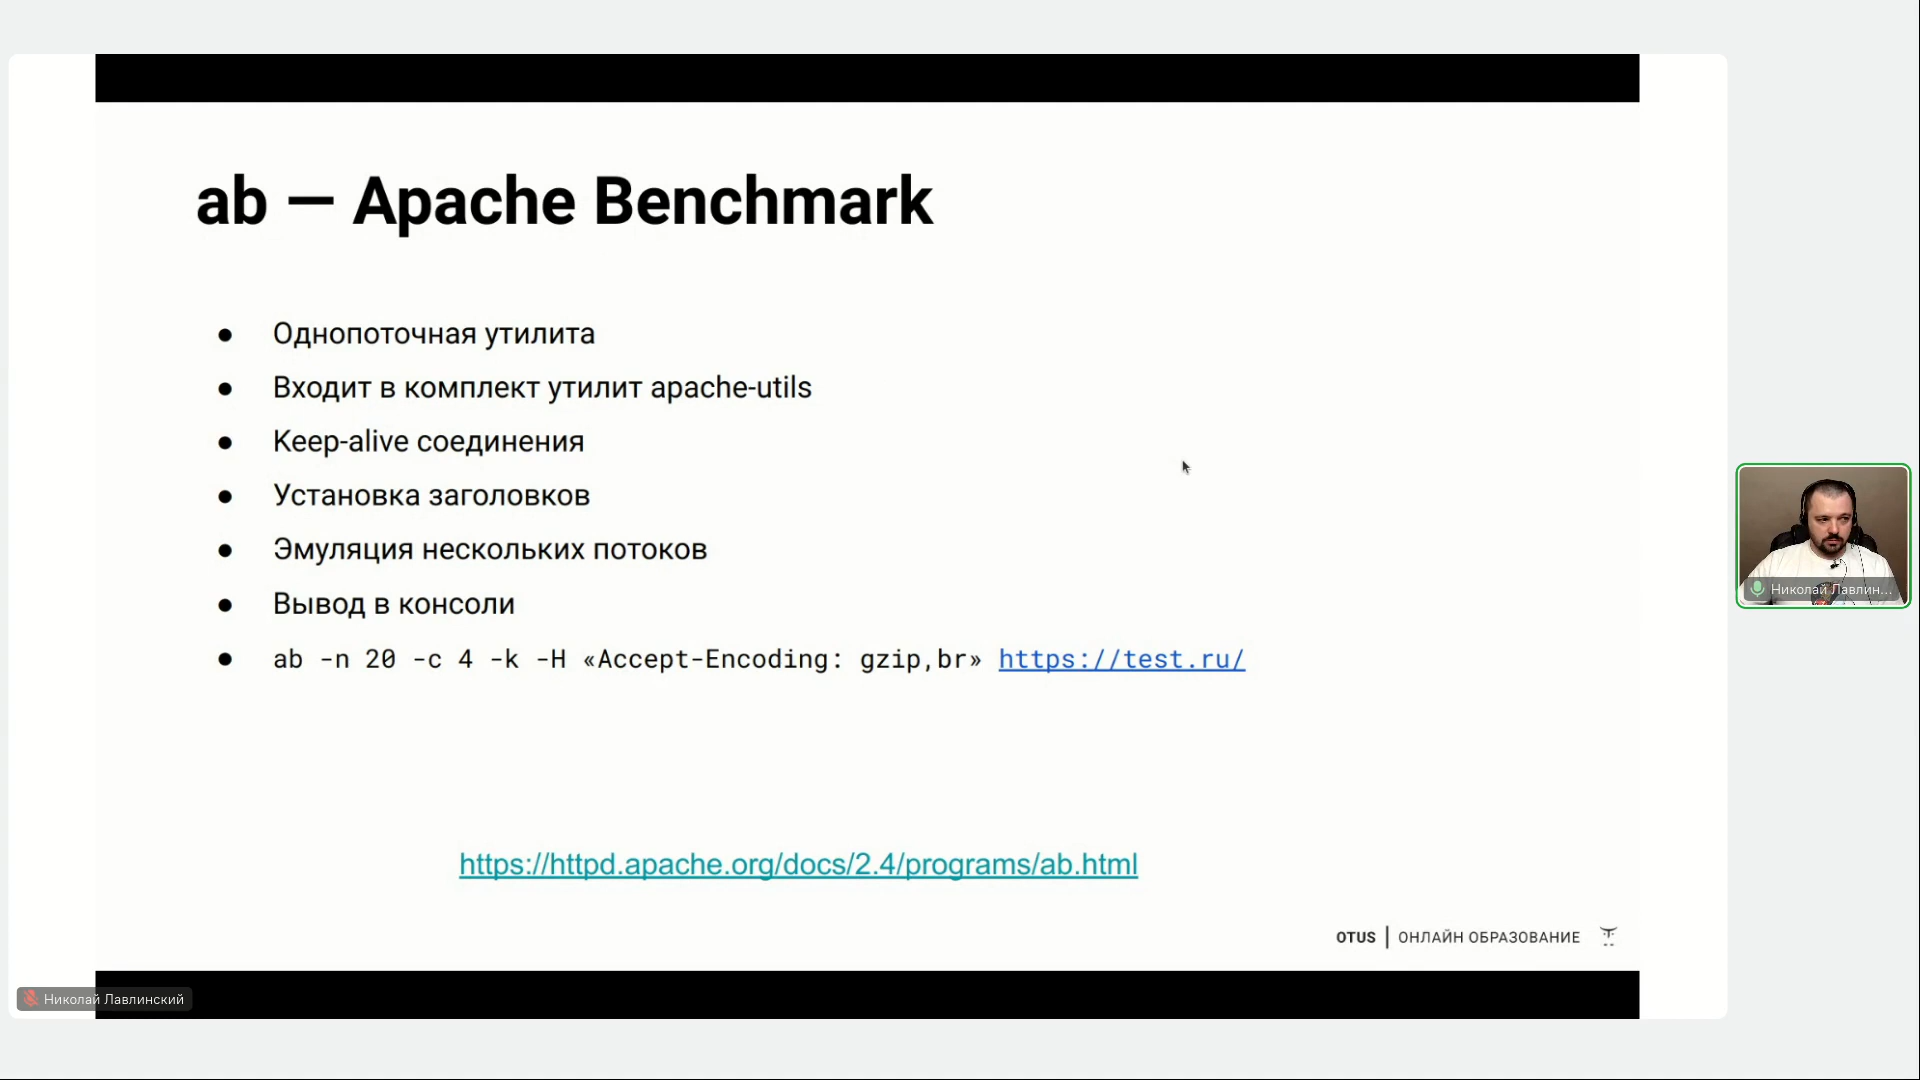 ab — Apache Benchmark
● Однопоточная утилита
● Входит в комплект утилит apache-utils
● Keep-alive соединения
● Установка заголовков
● Эмуляция нескольких потоков
● Вывод в консоли
● ab -n 20 -c 4 -k -H «Accept-Encoding: gzip,br» https://test.ru/
https://httpd.apache.org/docs/2.4/programs/ab.html
OTUS | ОНЛАЙН ОБРАЗОВАНИЕ
Николай Лавлин...
Николай Лавлинский